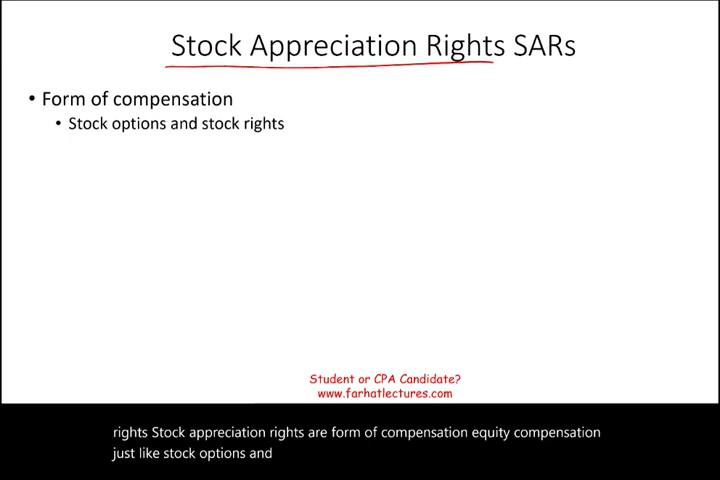 Stock Appreciation Rights SARs
• Form of compensation
• Stock options and stock rights
Student or CPA Candidate?
www.farhatlectures.com
rights Stock appreciation rights are form of compensation equity compensation
just like stock options and